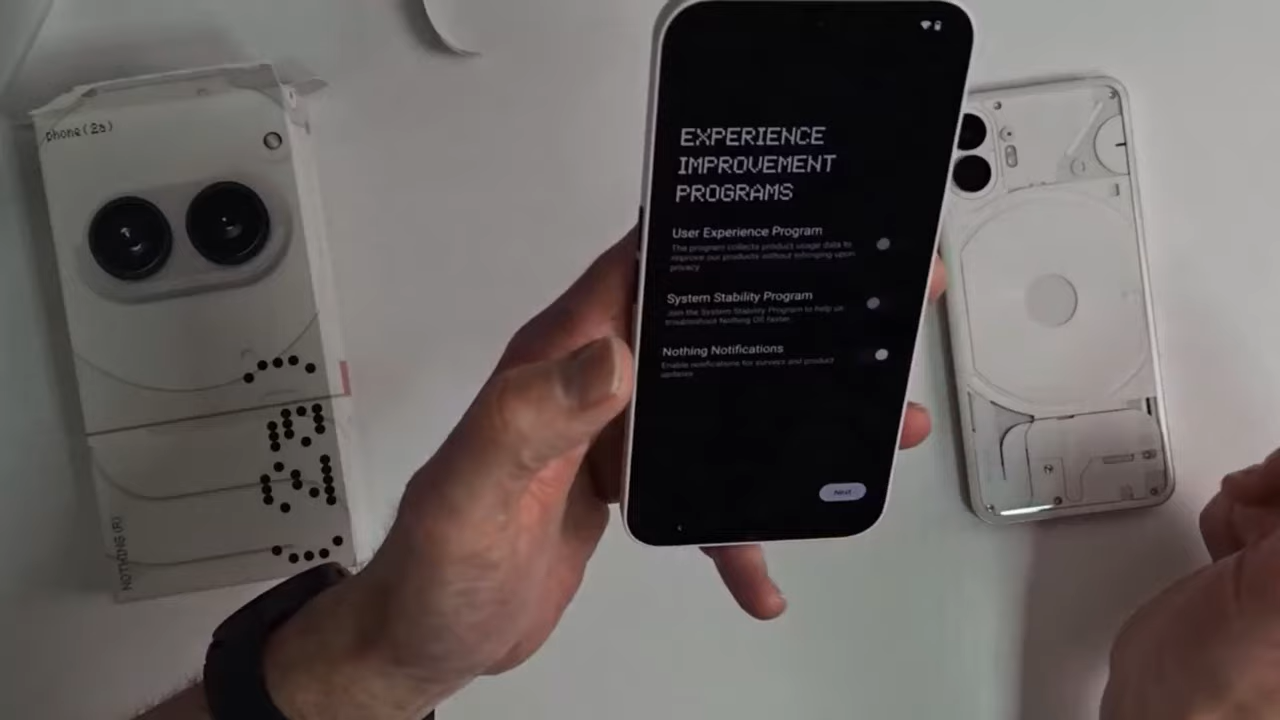 phone (2a)
NOTHING (R)
EXPERIENCE
IMPROVEMENT
PROGRAMS
User Experience Program
The program collects product usage data to
improve our products without infringing upon
privacy
System Stability Program
Join the System Stability Program to help us
troubleshoot Nothing OS faster.
Nothing Notifications
Enable notifications for surveys and product
updates
Next